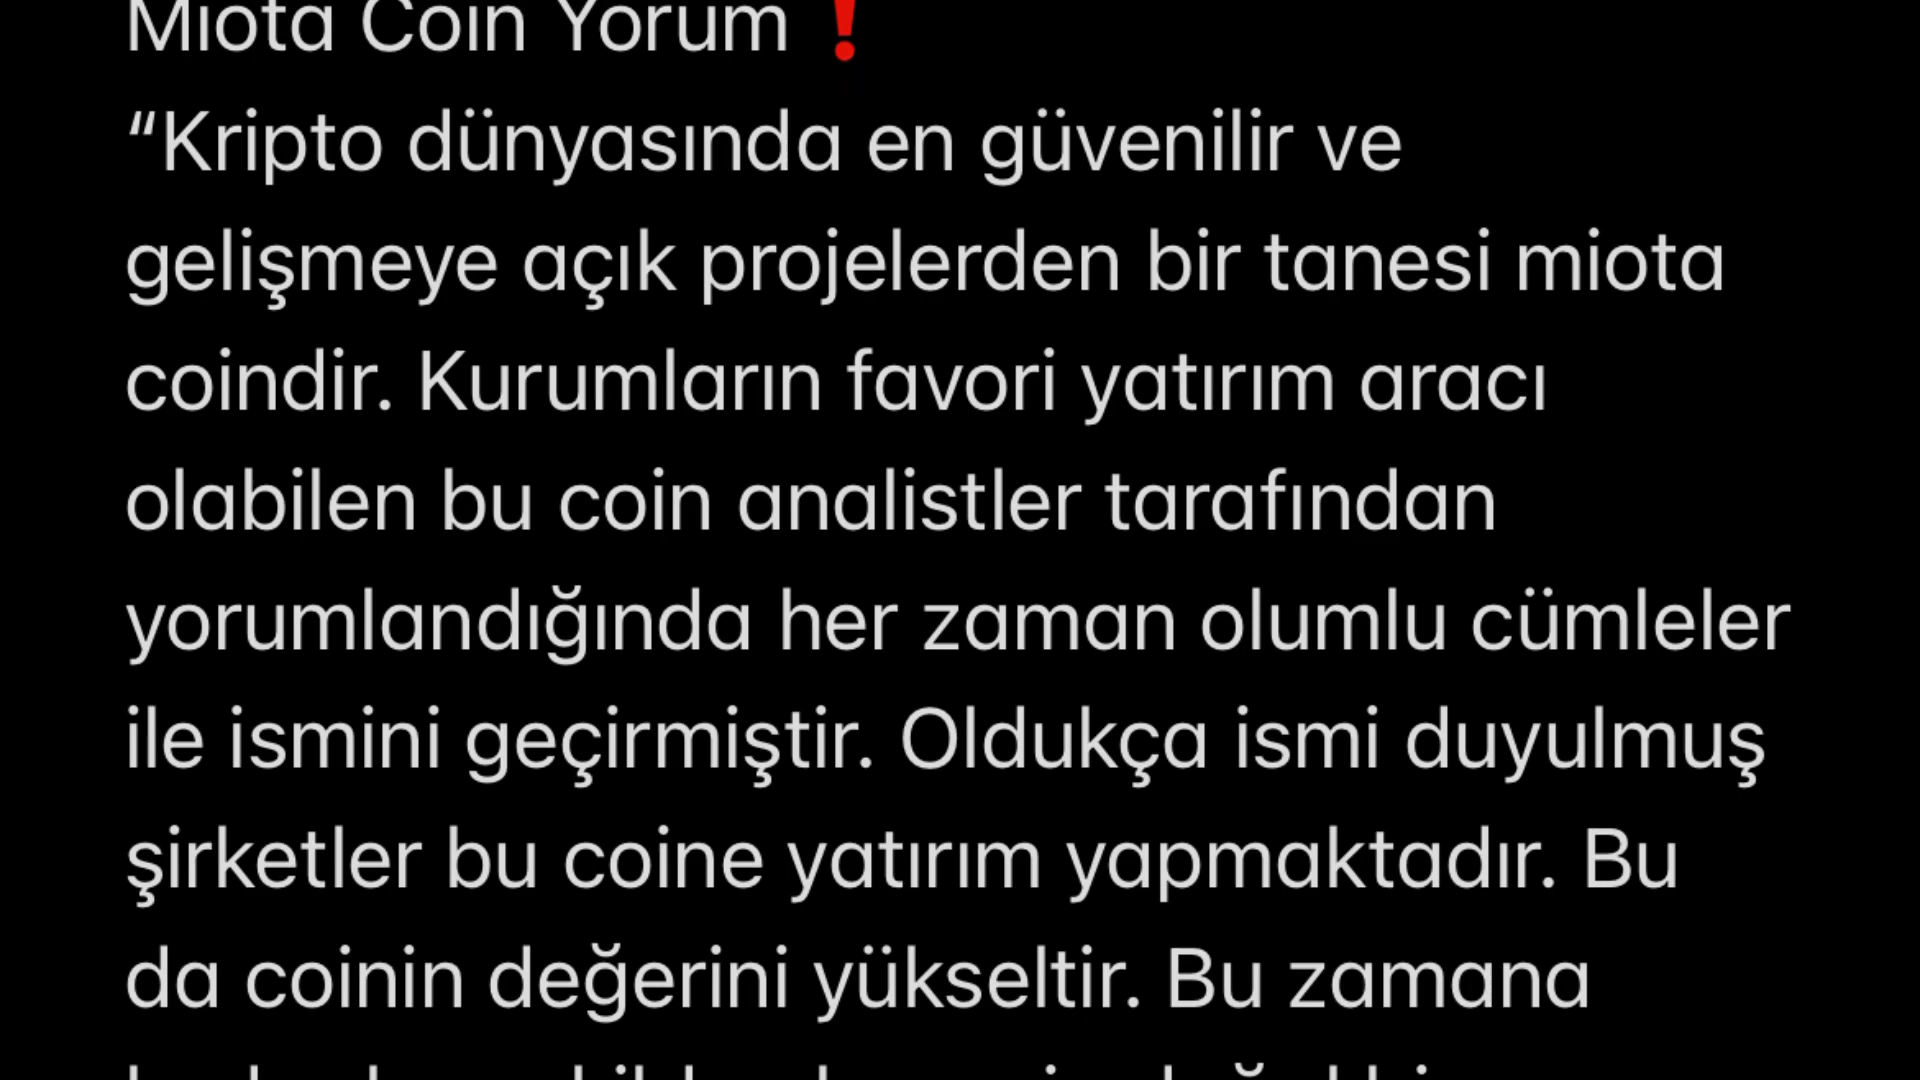 Miota Coin Yorum ❗
“Kripto dünyasında en güvenilir ve
gelişmeye açık projelerden bir tanesi miota
coindir. Kurumların favori yatırım aracı
olabilen bu coin analistler tarafından
yorumlandığında her zaman olumlu cümleler
ile ismini geçirmiştir. Oldukça ismi duyulmuş
şirketler bu coine yatırım yapmaktadır. Bu
da coinin değerini yükseltir. Bu zamana